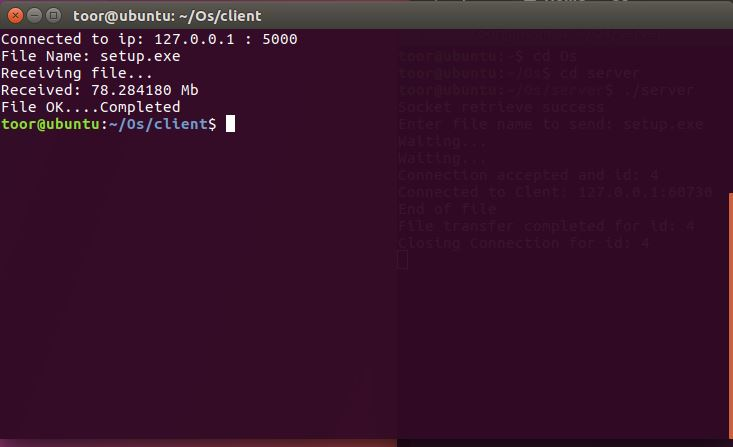 toor@ubuntu: ~/Os/client
Connected to ip: 127.0.0.1 : 5000
File Name: setup.exe
Receiving file...
Received: 78.284180 Mb
File OK....Completed
toor@ubuntu:~/Os/client$
toor@ubuntu:~$ cd Os
toor@ubuntu:~/Os$ cd server
toor@ubuntu:~/Os/server$ ./server
Socket retrieve success
Enter file name to send: setup.exe
Waiting...
Waiting...
Connection accepted and id: 4
Connected to Clent: 127.0.0.1:60730
End of file
File transfer completed for id: 4
Closing Connection for id: 4